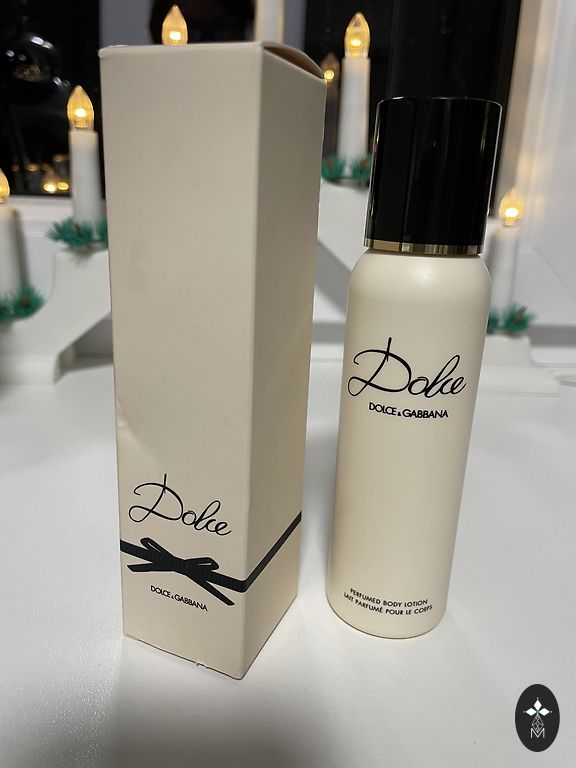 Dolce
DOLCE & GABBANA
Dolce
DOLCE & GABBANA
PERFUMED BODY LOTION
LAIT PARFUMÉ POUR LE CORPS
M